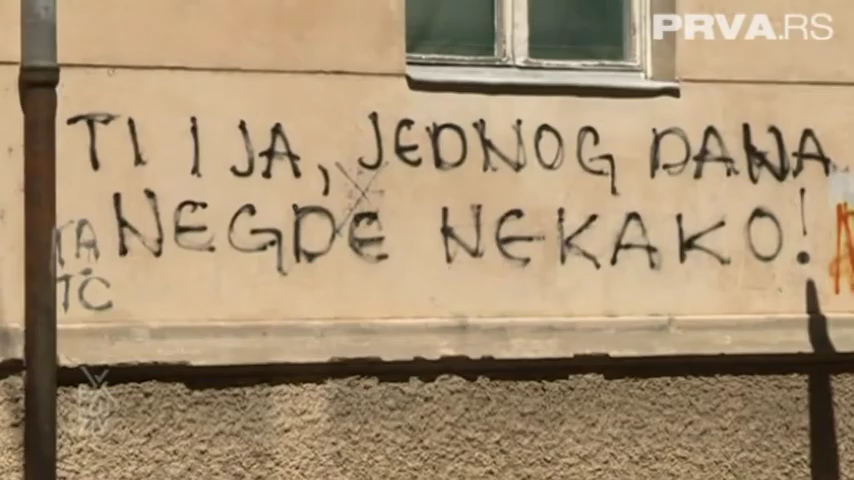 PRVA.RS
TI I JA, JEDNOG DANA
NEGDE NEKAKO!